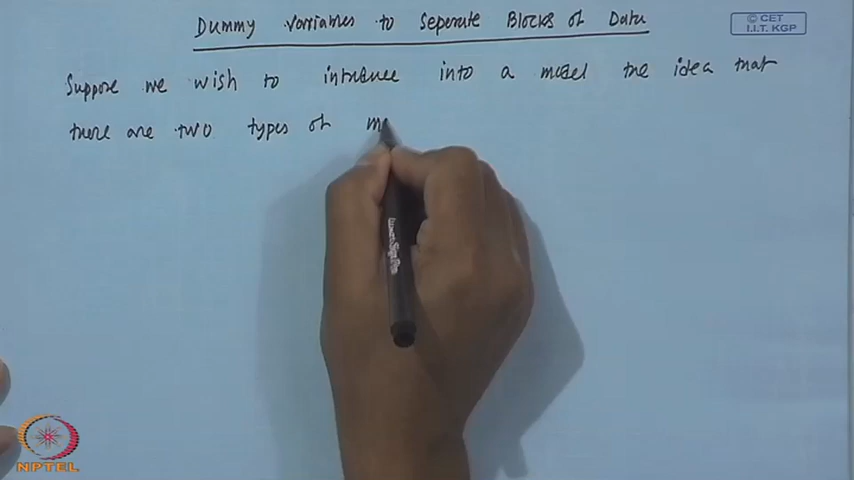 Dummy variables to Seperate Blocks of Data
© CET
I.I.T. KGP
Suppose we wish to introduce into a model the idea that
there are two types of m
NPTEL